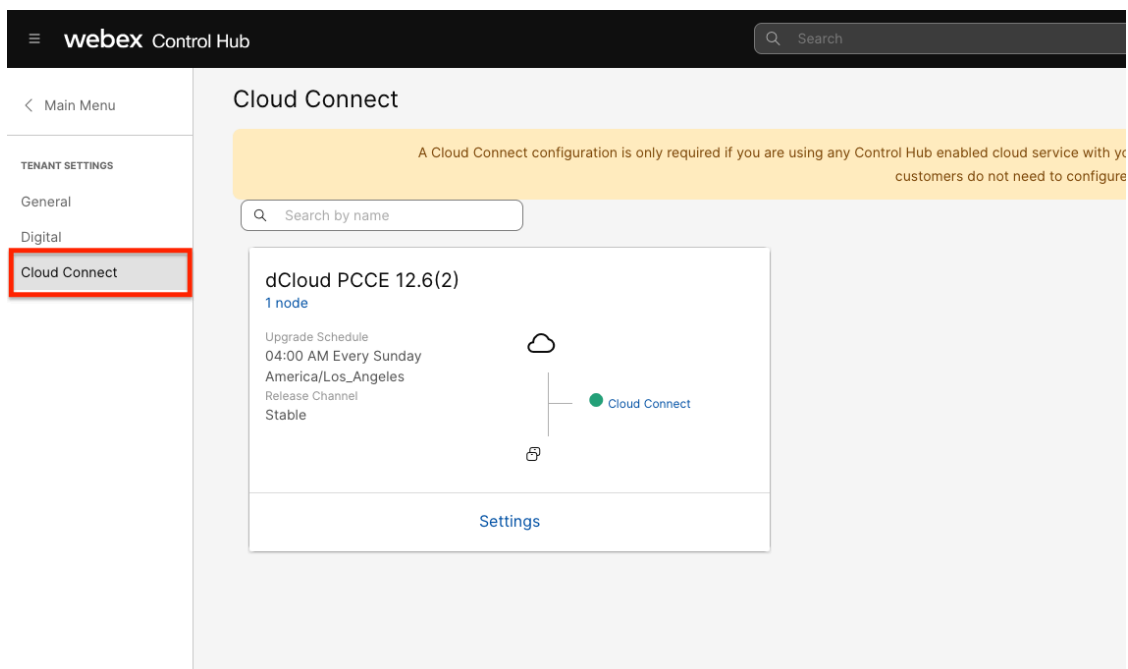 webex Control Hub
Search
Main Menu
Cloud Connect
A Cloud Connect configuration is only required if you are using any Control Hub enabled cloud service with
customers do not need to configure
TENANT SETTINGS
General
Digital
Cloud Connect
Search by name
dCloud PCCE 12.6(2)
1 node
Upgrade Schedule
04:00 AM Every Sunday
America/Los_Angeles
Release Channel
Stable
Cloud Connect
Settings